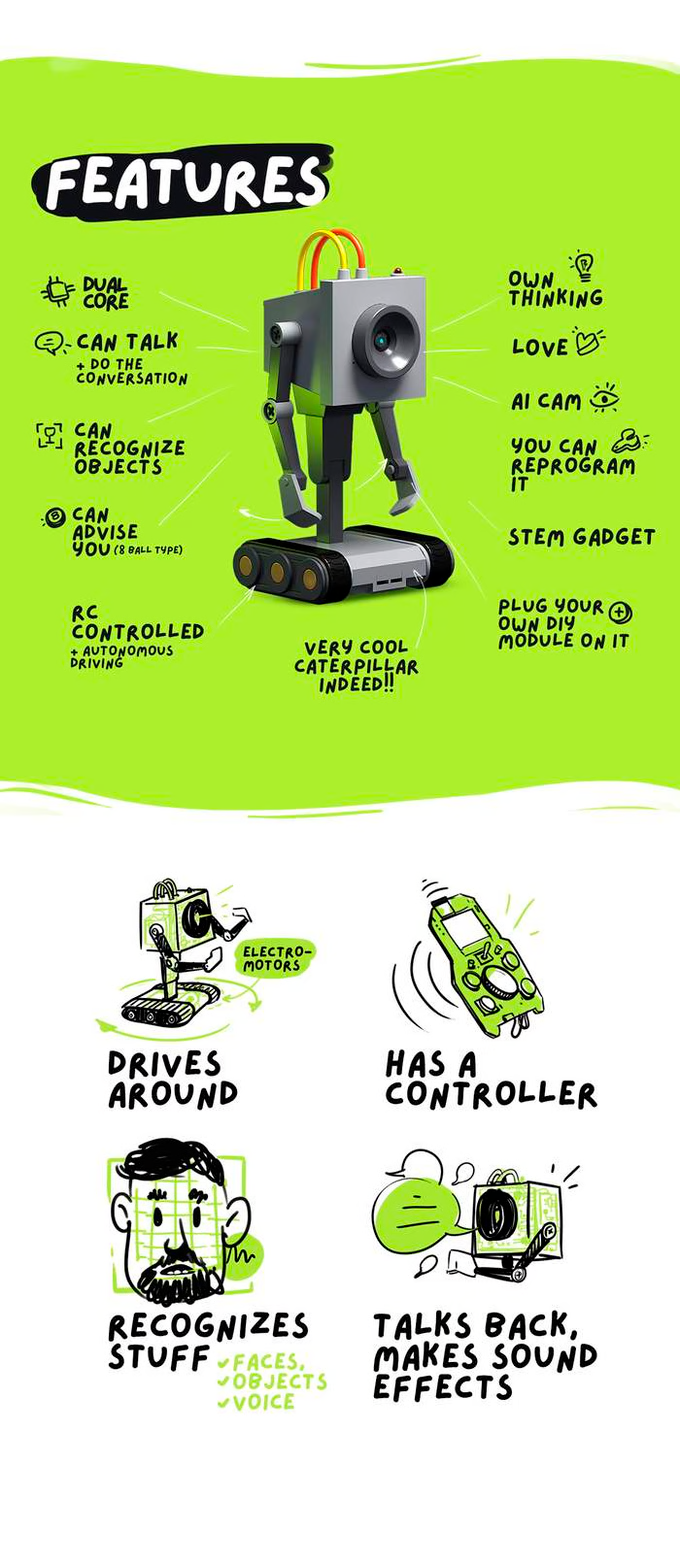 FEATURES
DUAL
CORE
CAN TALK
+ DO THE
CONVERSATION
CAN
RECOGNIZE
OBJECTS
CAN
ADVISE
YOU (8 BALL TYPE)
RC
CONTROLLED
+ AUTONOMOUS
DRIVING
VERY COOL
CATERPILLAR
INDEED!!
OWN
THINKING
LOVE
AI CAM
YOU CAN
REPROGRAM
IT
STEM GADGET
PLUG YOUR
OWN DIY
MODULE ON IT
ELECTRO-
MOTORS
DRIVES
AROUND
HAS A
CONTROLLER
RECOGNIZES
STUFF
FACES,
OBJECTS
VOICE
TALKS BACK,
MAKES SOUND
EFFECTS